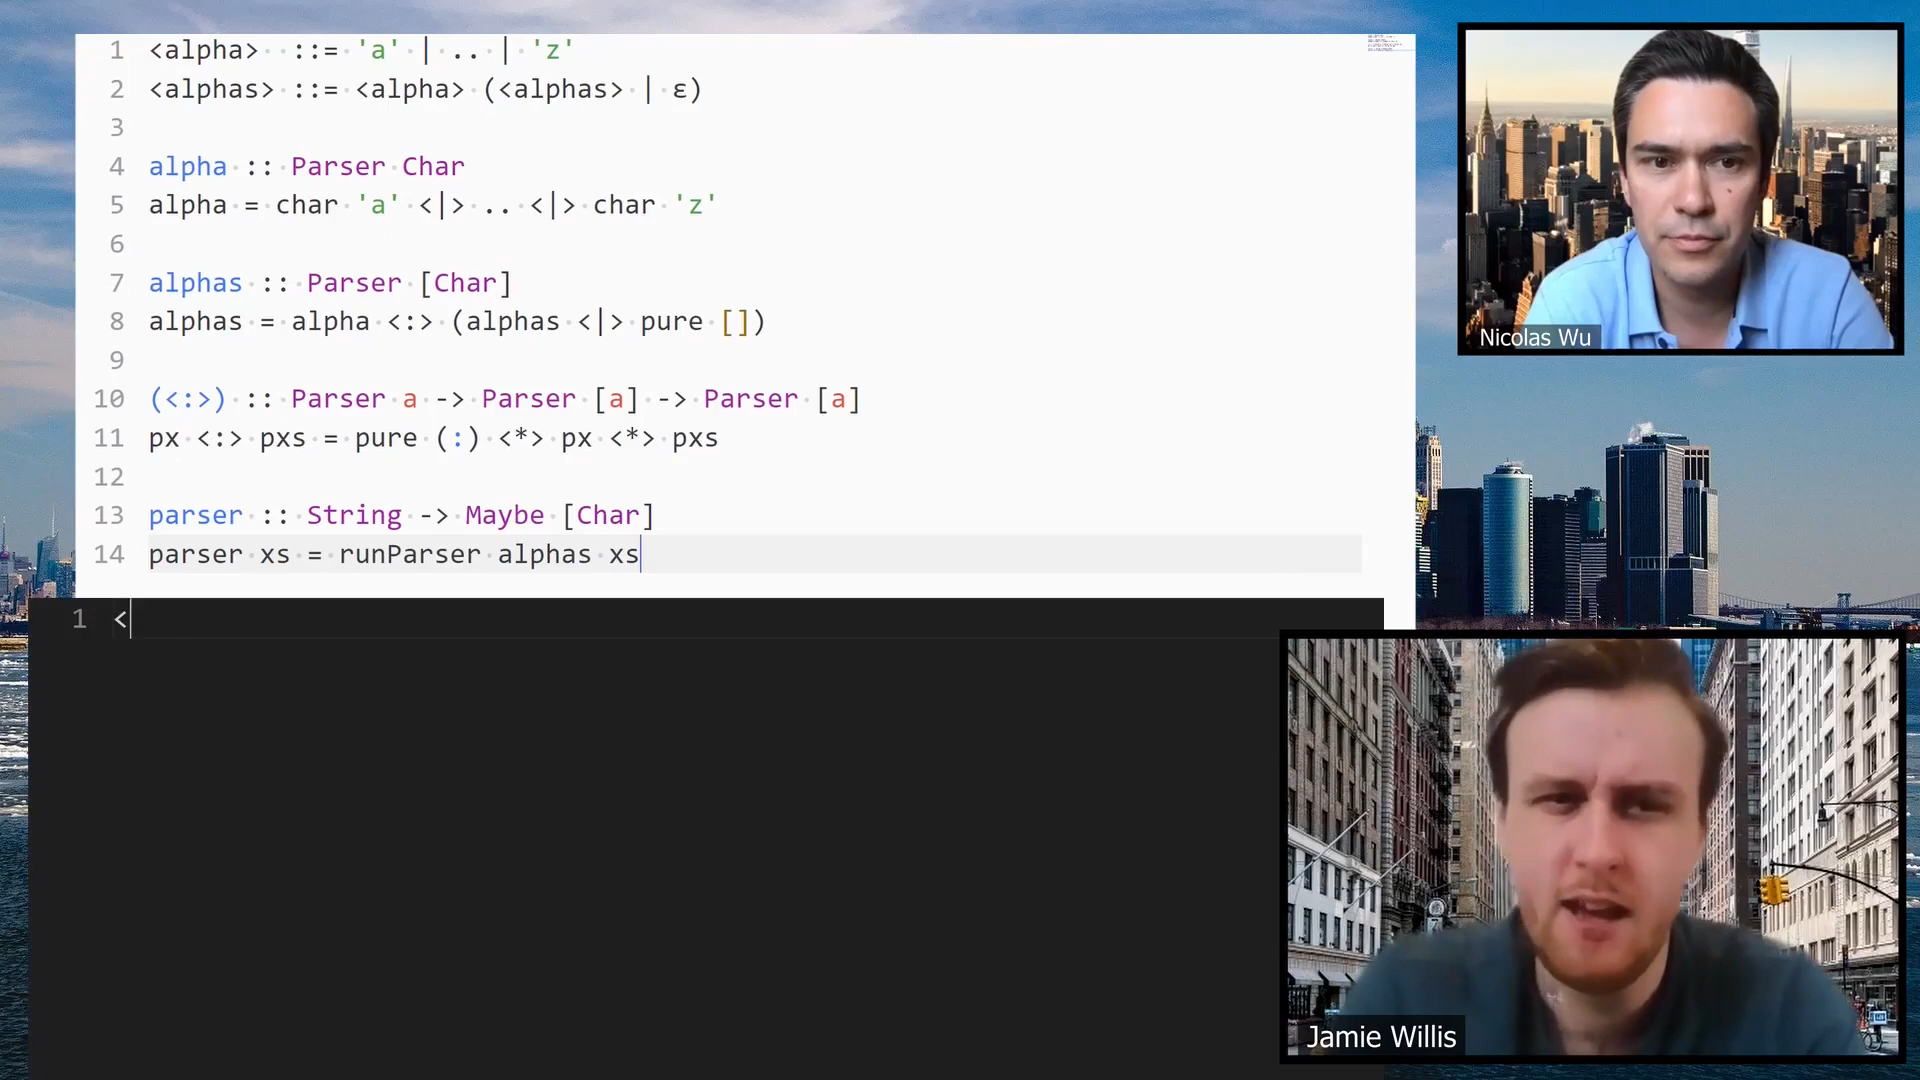 1 <alpha> ::= 'a' | .. | 'z'
2 <alphas> ::= <alpha> (<alphas> | ε)
3
4 alpha :: Parser Char
5 alpha = char 'a' <|> .. <|> char 'z'
6
7 alphas :: Parser [Char]
8 alphas = alpha <:> (alphas <|> pure [])
9
10 (<:>) :: Parser a -> Parser [a] -> Parser [a]
11 px <:> pxs = pure (:) <*> px <*> pxs
12
13 parser :: String -> Maybe [Char]
14 parser xs = runParser alphas xs
1 <
Nicolas Wu
Jamie Willis